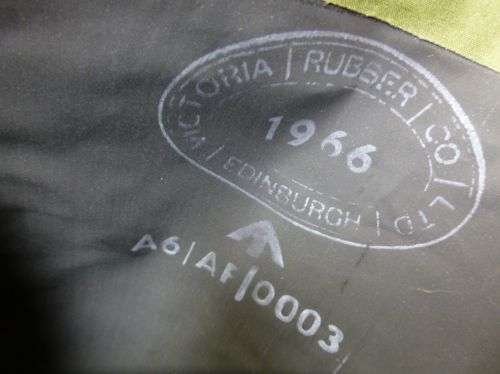 VICTORIA / RUBBER / CO / LTD
1966
/ EDINBURGH /
A6/AF/0003